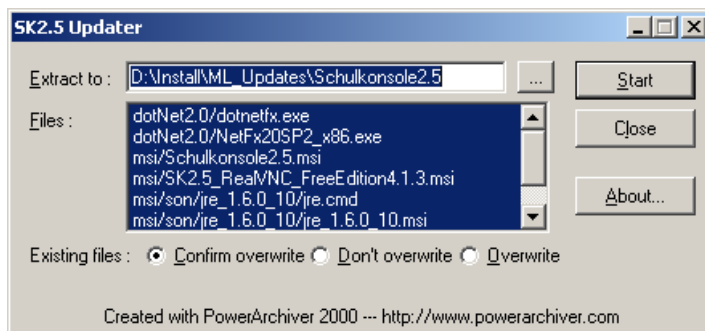 SK2.5 Updater
Extract to : D:\Install\ML_Updates\Schulkonsole2.5 ... Start
Files : dotNet2.0/dotnetfx.exe
dotNet2.0/NetFx20SP2_x86.exe
msi/Schulkonsole2.5.msi
msi/SK2.5_RealVNC_FreeEdition4.1.3.msi
msi/son/jre_1.6.0_10/jre.cmd
msi/son/jre_1.6.0_10/jre_1.6.0_10.msi
Close
About...
Existing files : Confirm overwrite Don't overwrite Overwrite
Created with PowerArchiver 2000 --- http://www.powerarchiver.com